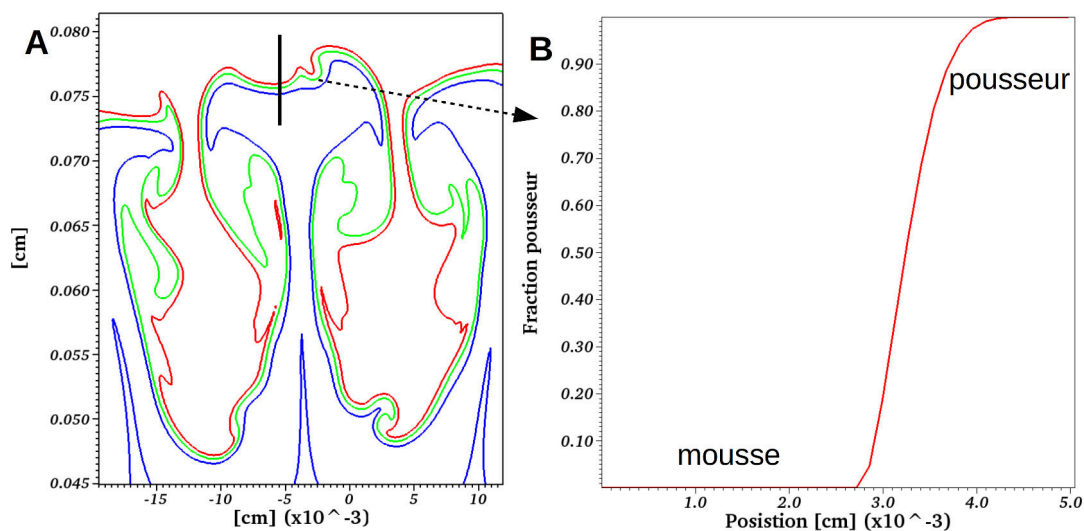 A
0.080
0.075
0.070
0.065
0.060
0.055
0.050
0.045
[cm]
-15 -10 -5 0 5 10
[cm] (x10^-3)
B
0.90
0.80
0.70
0.60
0.50
0.40
0.30
0.20
0.10
Fraction pousseur
pousseur
mousse
1.0 2.0 3.0 4.0 5.0
Posistion [cm] (x10^-3)